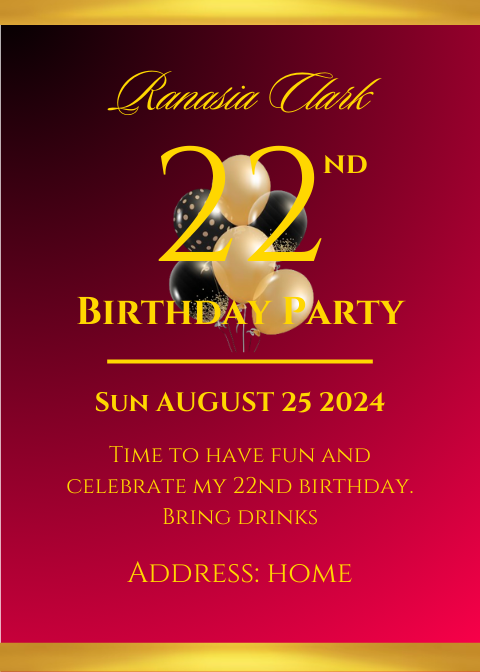 Ranasia Clark
22ND
Birthday Party
Sun AUGUST 25 2024
Time to have fun and
celebrate my 22nd birthday.
Bring drinks
Address: home